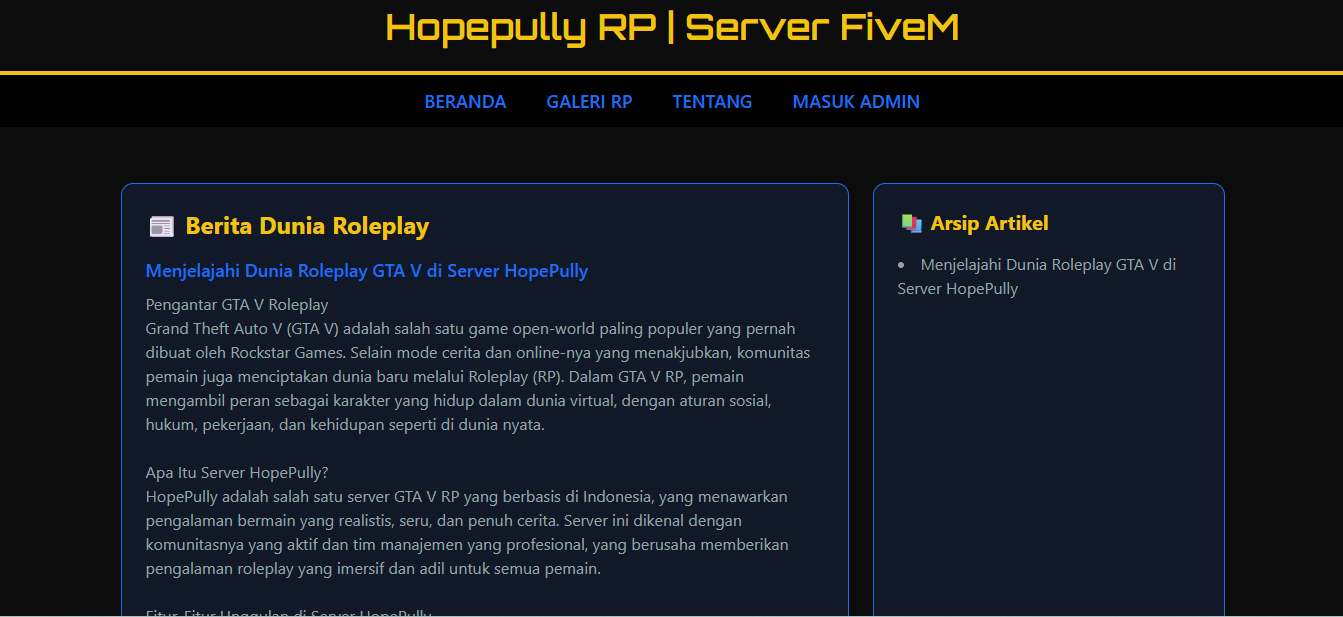 Hopepully RP | Server FiveM
BERANDA GALERI RP TENTANG MASUK ADMIN
Berita Dunia Roleplay
Menjelajahi Dunia Roleplay GTA V di Server HopePully
Pengantar GTA V Roleplay
Grand Theft Auto V (GTA V) adalah salah satu game open-world paling populer yang pernah
dibuat oleh Rockstar Games. Selain mode cerita dan online-nya yang menakjubkan, komunitas
pemain juga menciptakan dunia baru melalui Roleplay (RP). Dalam GTA V RP, pemain
mengambil peran sebagai karakter yang hidup dalam dunia virtual, dengan aturan sosial,
hukum, pekerjaan, dan kehidupan seperti di dunia nyata.
Apa Itu Server HopePully?
HopePully adalah salah satu server GTA V RP yang berbasis di Indonesia, yang menawarkan
pengalaman bermain yang realistis, seru, dan penuh cerita. Server ini dikenal dengan
komunitasnya yang aktif dan tim manajemen yang profesional, yang berusaha memberikan
pengalaman roleplay yang imersif dan adil untuk semua pemain.
Fitur-Fitur Unggulan di Server HopePully
Arsip Artikel
• Menjelajahi Dunia Roleplay GTA V di
Server HopePully